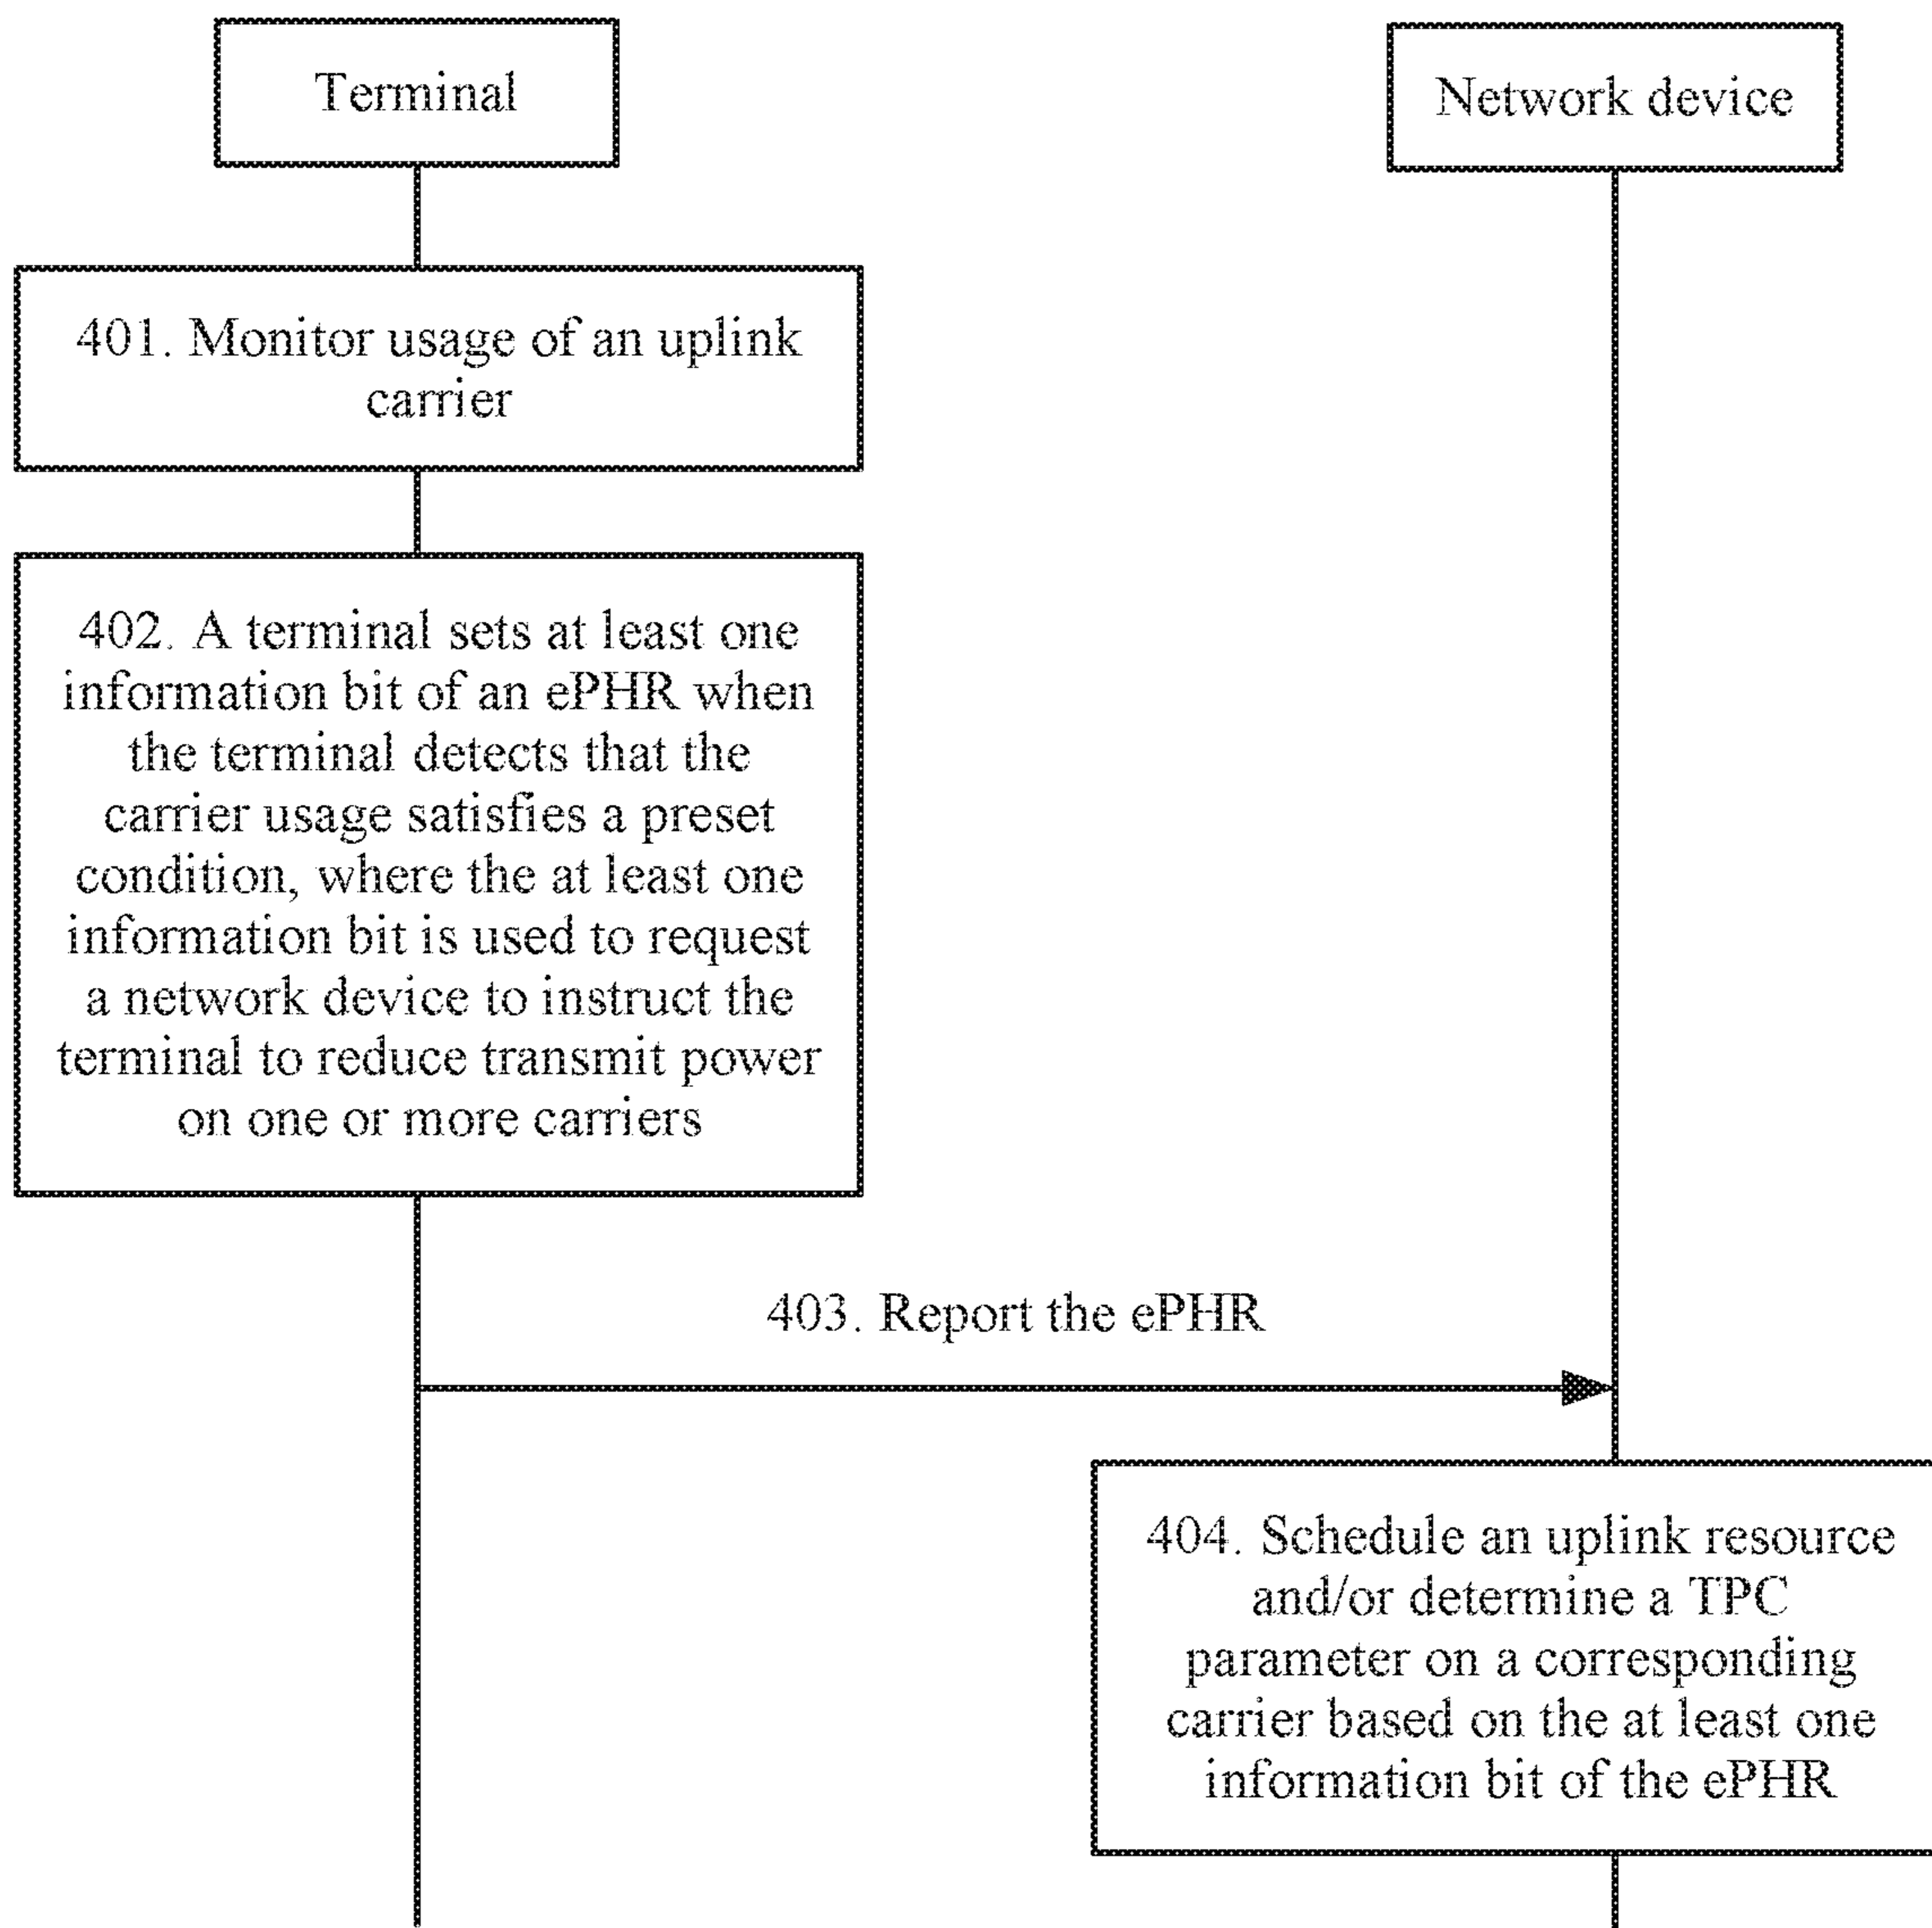 Terminal
Network device
401. Monitor usage of an uplink
carrier
402. A terminal sets at least one
information bit of an ePHR when
the terminal detects that the
carrier usage satisfies a preset
condition, where the at least one
information bit is used to request
a network device to instruct the
terminal to reduce transmit power
on one or more carriers
403. Report the ePHR
404. Schedule an uplink resource
and/or determine a TPC
parameter on a corresponding
carrier based on the at least one
information bit of the ePHR